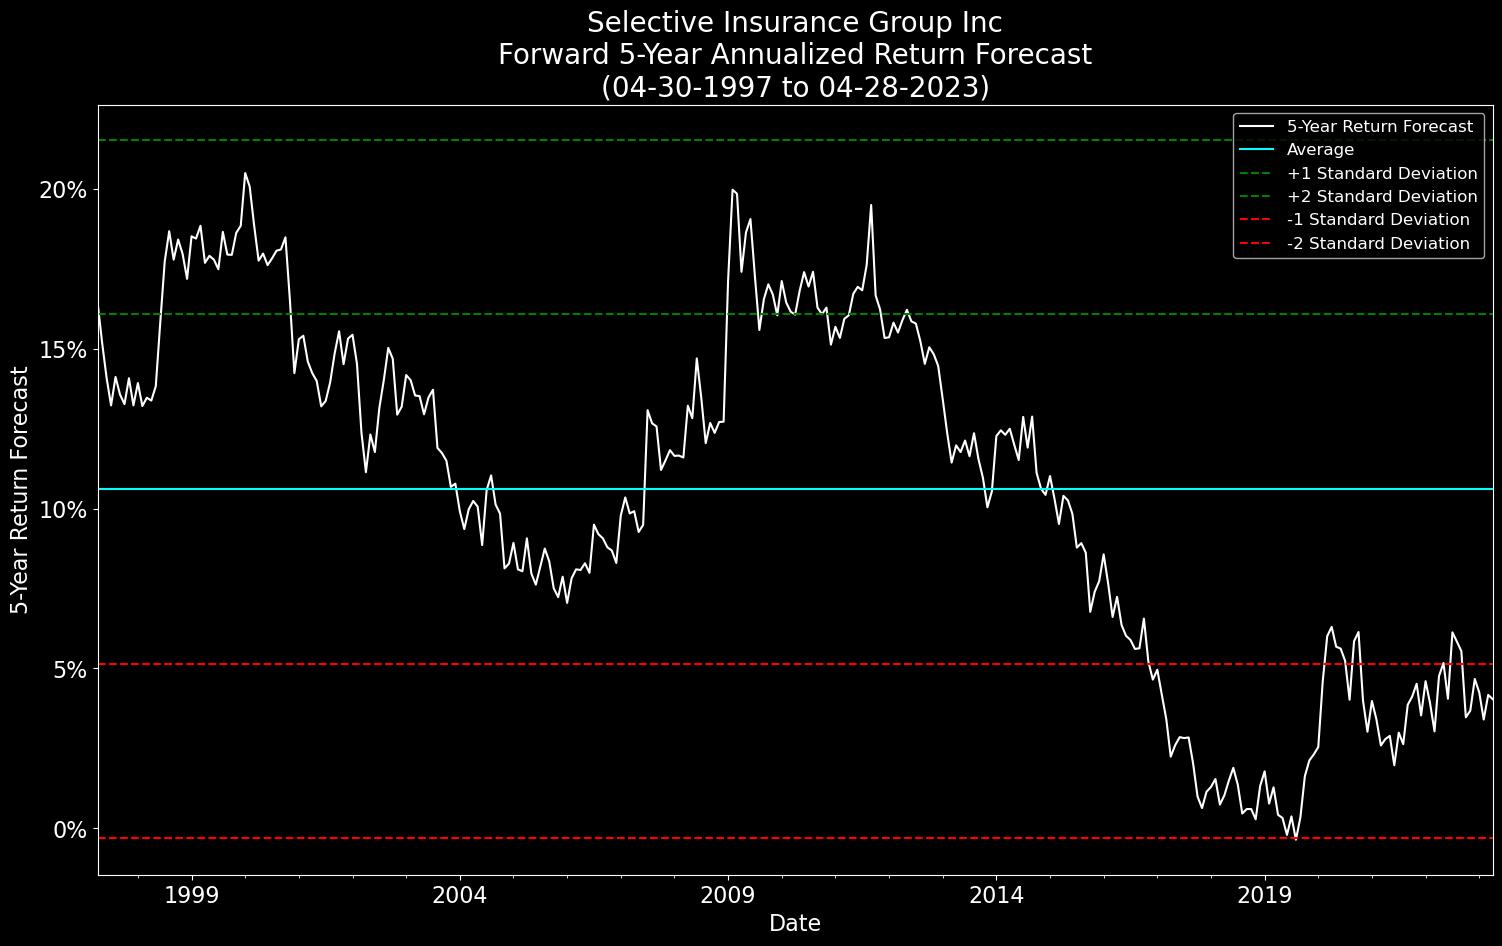 Selective Insurance Group Inc
Forward 5-Year Annualized Return Forecast
(04-30-1997 to 04-28-2023)
5-Year Return Forecast
Average
+1 Standard Deviation
+2 Standard Deviation
-1 Standard Deviation
-2 Standard Deviation
20%
15%
10%
5%
0%
5-Year Return Forecast
1999
2004
2009
2014
2019
Date